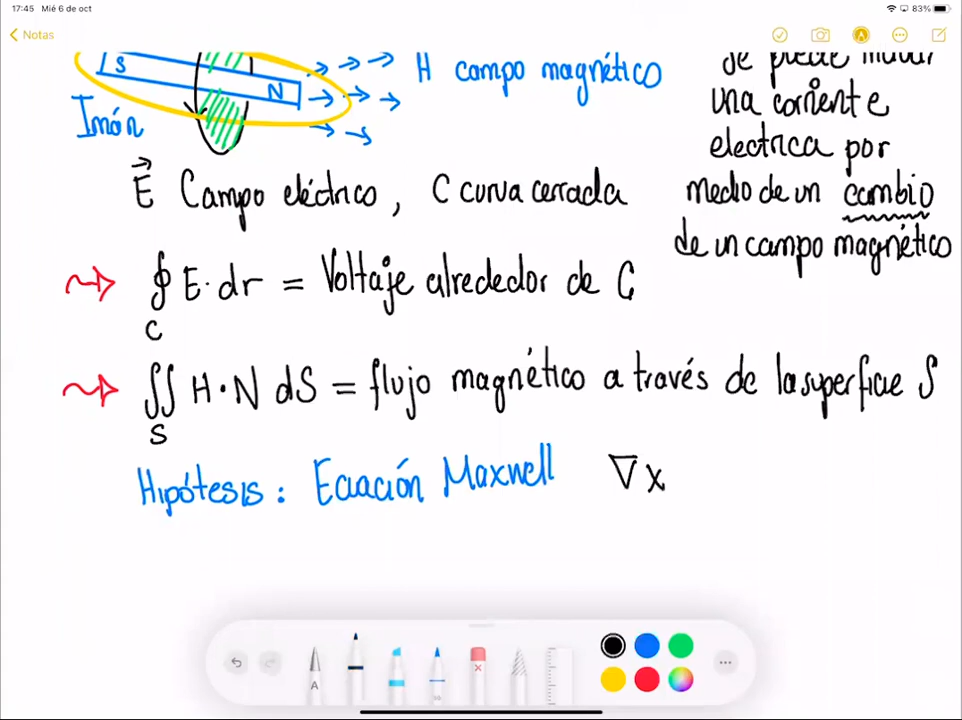 17:45 Mié 6 de oct
83%
Notas
S
N
H campo magnético
Imán
se puede inducir
una corriente
electrica por
medio de un cambio
de un campo magnético
E Campo eléctrico, C curva cerrada
∮ E · dr = Voltaje alrededor de C
C
∬ H · N dS = flujo magnético a través de la superficie S
S
Hipótesis: Ecuación Maxwell ∇ x
A